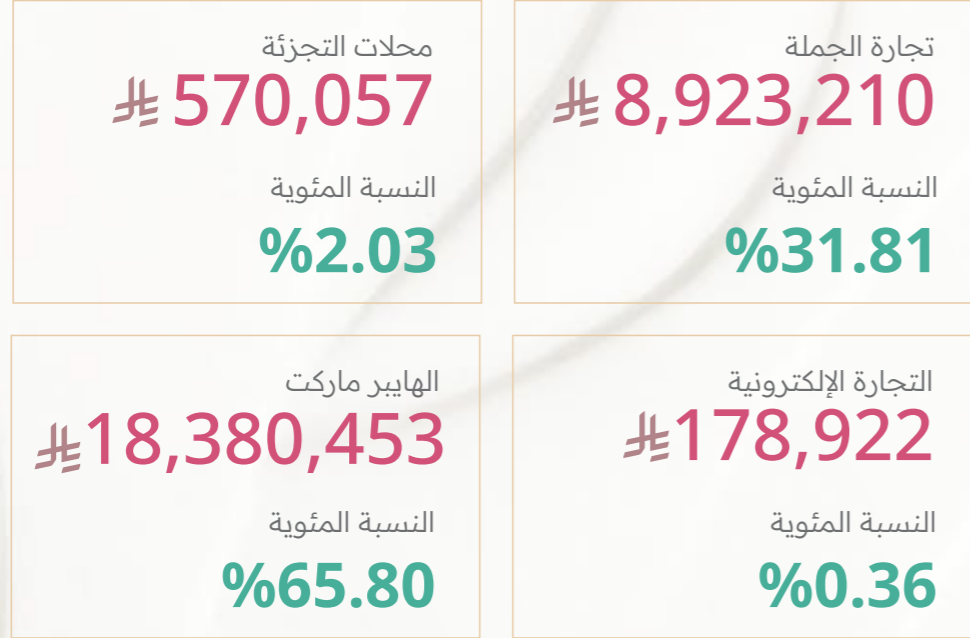 تجارة الجملة
8,923,210
النسبة المئوية
%31.81
محلات التجزئة
570,057
النسبة المئوية
%2.03
التجارة الإلكترونية
178,922
النسبة المئوية
%0.36
الهايبر ماركت
18,380,453
النسبة المئوية
%65.80